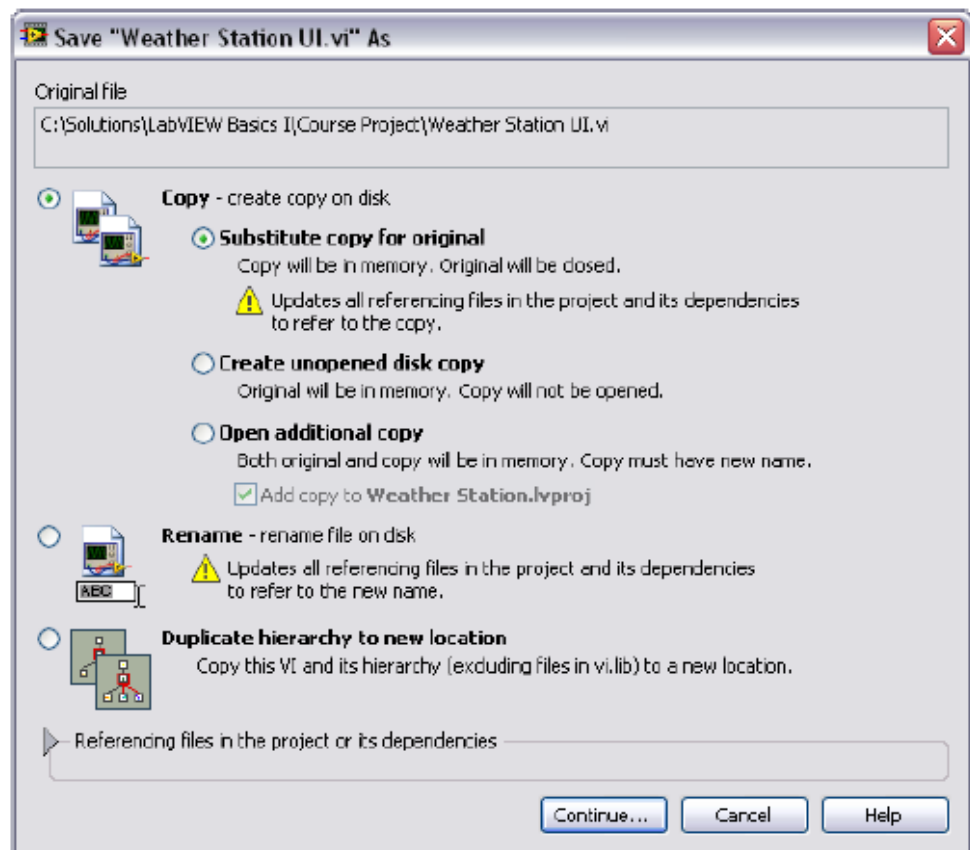 Save "Weather Station UI.vi" As
Original file
C:\Solutions\LabVIEW Basics I\Course Project\Weather Station UI.vi
Copy - create copy on disk
Substitute copy for original
Copy will be in memory. Original will be closed.
Updates all referencing files in the project and its dependencies
to refer to the copy.
Create unopened disk copy
Original will be in memory. Copy will not be opened.
Open additional copy
Both original and copy will be in memory. Copy must have new name.
Add copy to Weather Station.lvproj
Rename - rename file on disk
Updates all referencing files in the project and its dependencies
to refer to the new name.
ABC
Duplicate hierarchy to new location
Copy this VI and its hierarchy (excluding files in vi.lib) to a new location.
Referencing files in the project or its dependencies
Continue... Cancel Help